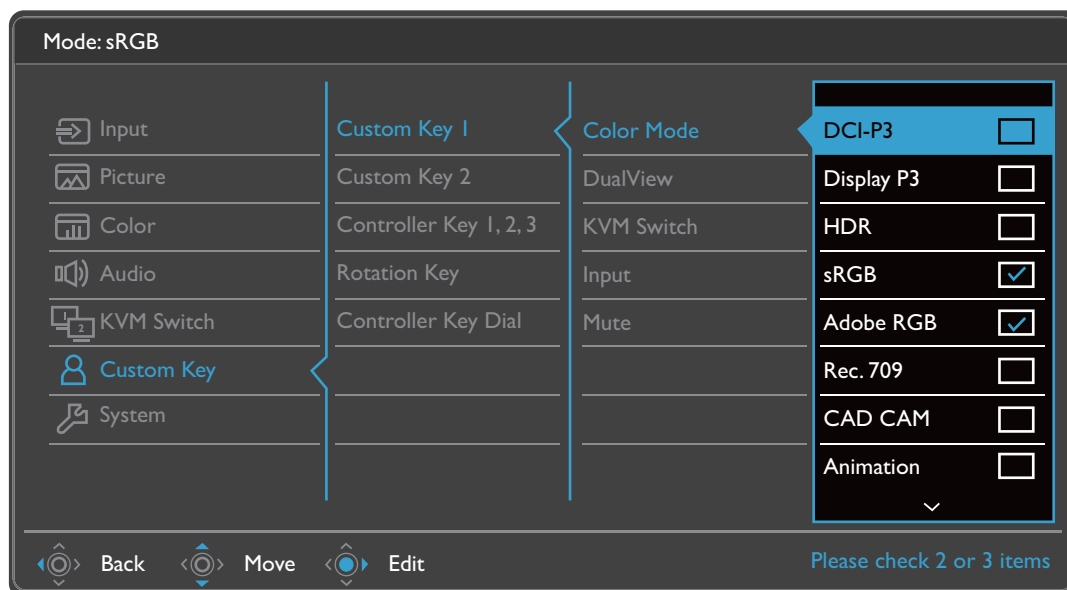 Mode: sRGB
Input
Picture
Color
Audio
1 2 KVM Switch
Custom Key
System
Custom Key 1
Custom Key 2
Controller Key 1, 2, 3
Rotation Key
Controller Key Dial
Color Mode
DualView
KVM Switch
Input
Mute
DCI-P3
Display P3
HDR
sRGB
Adobe RGB
Rec. 709
CAD CAM
Animation
Back Move Edit Please check 2 or 3 items